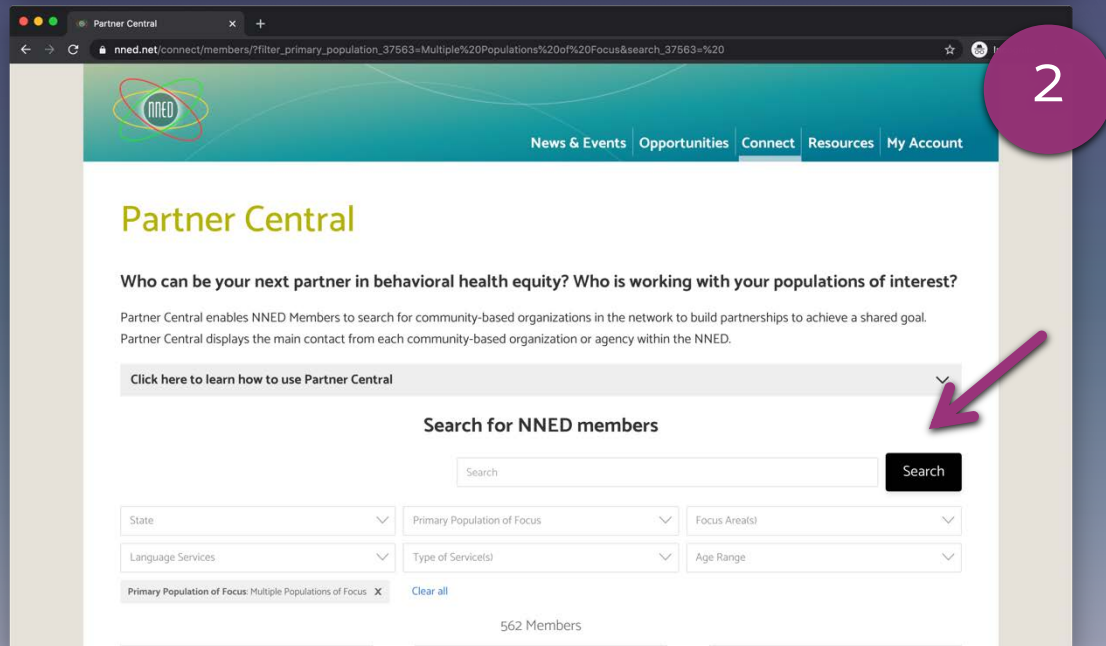 Partner Central
nned.net/connect/members/?filter_primary_population_37563=Multiple%20Populations%20of%20Focus&search_37563=%20
2
NNED
News & Events
Opportunities
Connect
Resources
My Account
Partner Central
Who can be your next partner in behavioral health equity? Who is working with your populations of interest?
Partner Central enables NNED Members to search for community-based organizations in the network to build partnerships to achieve a shared goal.
Partner Central displays the main contact from each community-based organization or agency within the NNED.
Click here to learn how to use Partner Central
Search for NNED members
Search
Search
State
Primary Population of Focus
Focus Area(s)
Language Services
Type of Service(s)
Age Range
Primary Population of Focus: Multiple Populations of Focus X
Clear all
562 Members